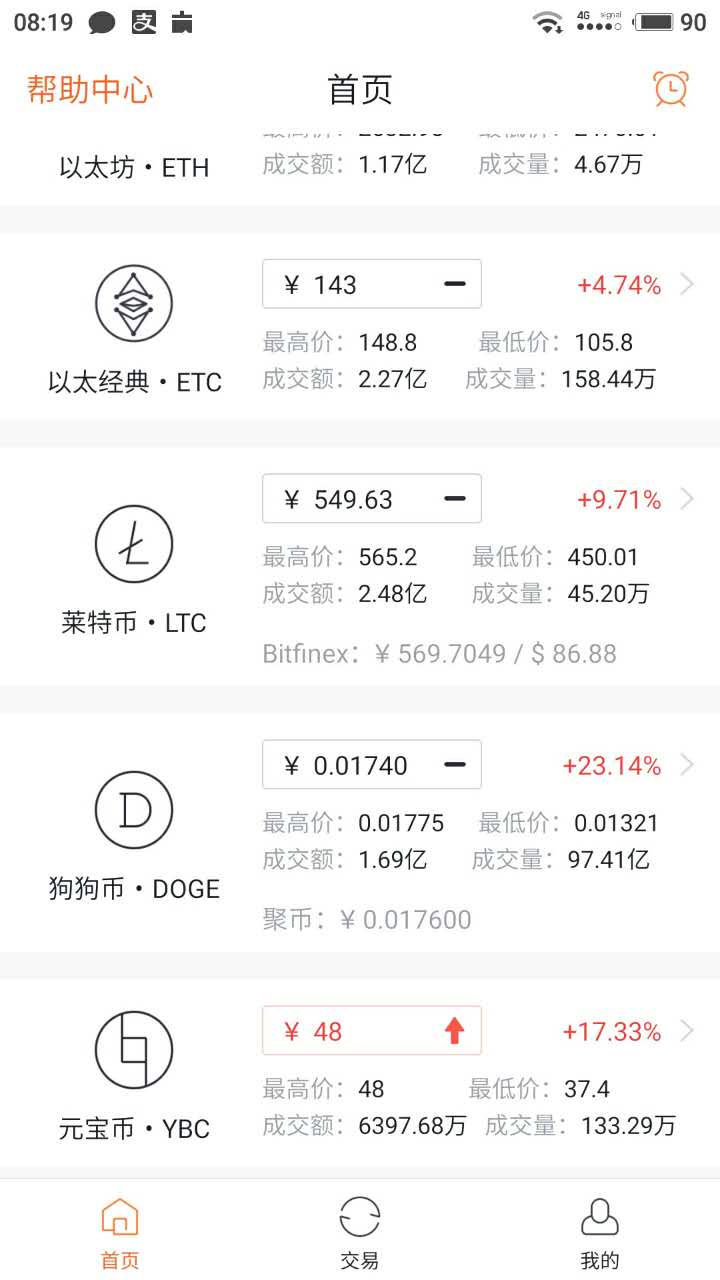 08:19 支 4G signal 90
帮助中心 首页
以太坊·ETH
成交额：1.17亿 成交量：4.67万
¥ 143 +4.74%
最高价：148.8 最低价：105.8
以太经典·ETC
成交额：2.27亿 成交量：158.44万
¥ 549.63 +9.71%
最高价：565.2 最低价：450.01
成交额：2.48亿 成交量：45.20万
莱特币·LTC
Bitfinex：¥ 569.7049 / $ 86.88
¥ 0.01740 +23.14%
最高价：0.01775 最低价：0.01321
成交额：1.69亿 成交量：97.41亿
狗狗币·DOGE
聚币：¥ 0.017600
¥ 48 +17.33%
最高价：48 最低价：37.4
元宝币·YBC
成交额：6397.68万 成交量：133.29万
首页 交易 我的